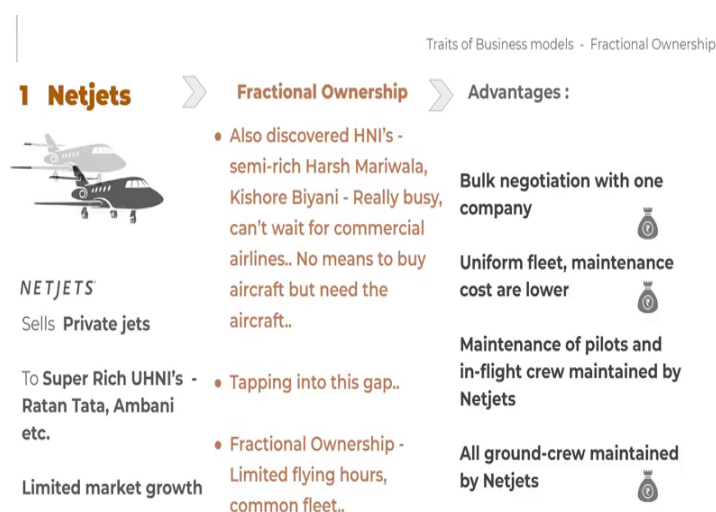 Traits of Business models - Fractional Ownership
1 Netjets
NETJETS
Sells Private jets
To Super Rich UHNI's -
Ratan Tata, Ambani
etc.
Limited market growth
Fractional Ownership
• Also discovered HNI's -
semi-rich Harsh Mariwala,
Kishore Biyani - Really busy,
can't wait for commercial
airlines.. No means to buy
aircraft but need the
aircraft..
• Tapping into this gap..
• Fractional Ownership -
Limited flying hours,
common fleet..
Advantages :
Bulk negotiation with one
company
₹
Uniform fleet, maintenance
cost are lower
₹
Maintenance of pilots and
in-flight crew maintained by
Netjets
All ground-crew maintained
by Netjets
₹